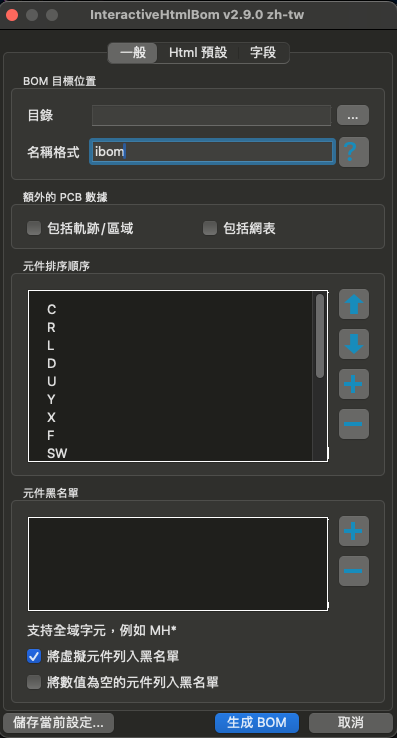 InteractiveHtmlBom v2.9.0 zh-tw
一般 Html 預設 字段
BOM 目標位置
目錄 ...
名稱格式 ibom ?
額外的 PCB 數據
包括軌跡/區域 包括網表
元件排序順序
C
R
L
D
U
Y
X
F
SW
元件黑名單
支持全域字元，例如 MH*
將虛擬元件列入黑名單
將數值為空的元件列入黑名單
儲存當前設定... 生成 BOM 取消